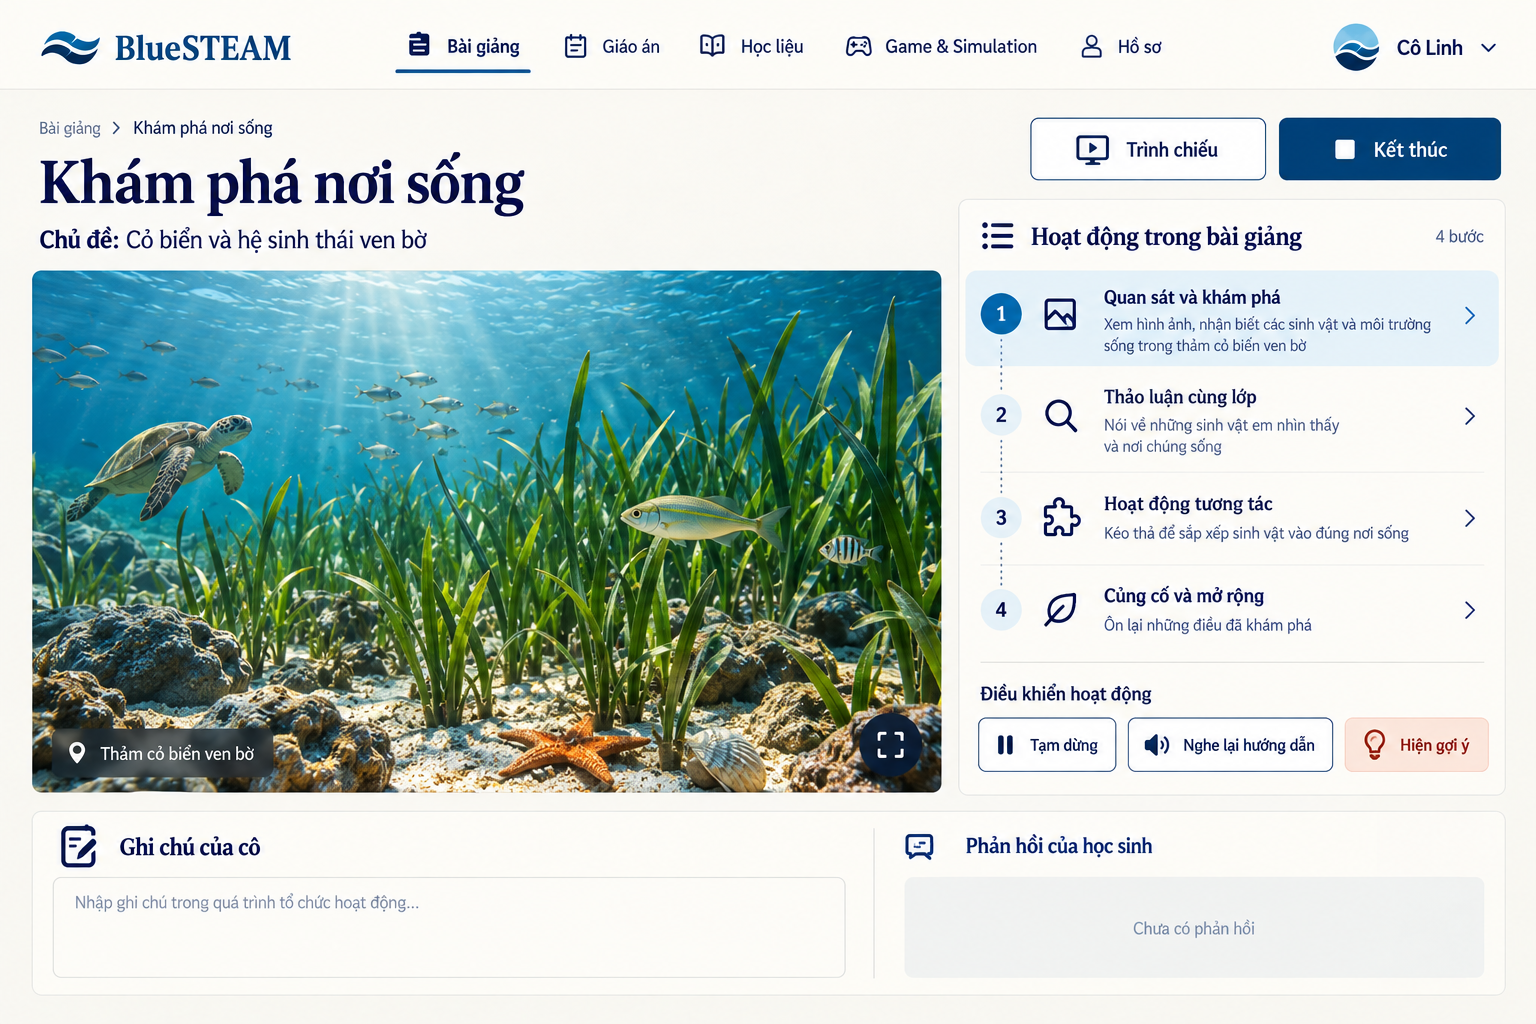 BlueSTEAM
Bài giảng
Giáo án
Học liệu
Game & Simulation
Hồ sơ
Cô Linh
Bài giảng > Khám phá nơi sống
Khám phá nơi sống
Chủ đề: Cỏ biển và hệ sinh thái ven bờ
Trình chiếu
Kết thúc
Thảm cỏ biển ven bờ
Hoạt động trong bài giảng
4 bước
1
Quan sát và khám phá
Xem hình ảnh, nhận biết các sinh vật và môi trường
sống trong thảm cỏ biển ven bờ
2
Thảo luận cùng lớp
Nói về những sinh vật em nhìn thấy
và nơi chúng sống
3
Hoạt động tương tác
Kéo thả để sắp xếp sinh vật vào đúng nơi sống
4
Củng cố và mở rộng
Ôn lại những điều đã khám phá
Điều khiển hoạt động
Tạm dừng
Nghe lại hướng dẫn
Hiện gợi ý
Ghi chú của cô
Nhập ghi chú trong quá trình tổ chức hoạt động...
Phản hồi của học sinh
Chưa có phản hồi